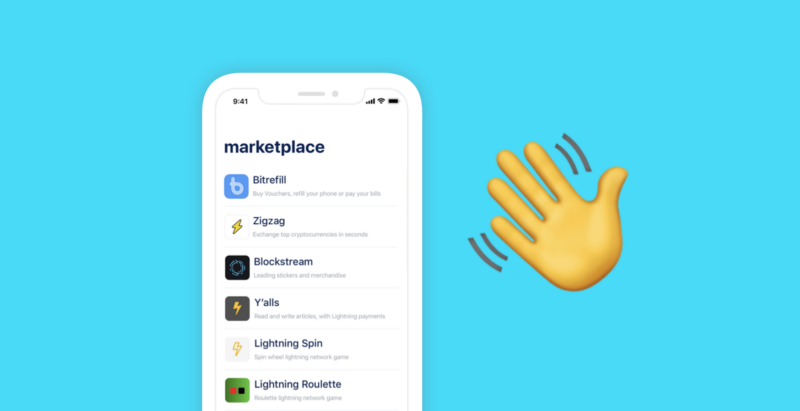 9:41
marketplace
Bitrefill
Buy Vouchers, refill your phone or pay your bills
Zigzag
Exchange top cryptocurrencies in seconds
Blockstream
Leading stickers and merchandise
Y'alls
Read and write articles, with Lightning payments
Lightning Spin
Spin wheel lightning network game
Lightning Roulette
Roulette lightning network game